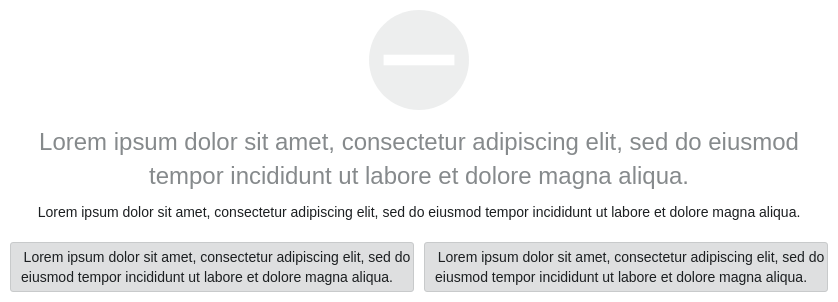 Lorem ipsum dolor sit amet, consectetur adipiscing elit, sed do eiusmod
tempor incididunt ut labore et dolore magna aliqua.
Lorem ipsum dolor sit amet, consectetur adipiscing elit, sed do eiusmod tempor incididunt ut labore et dolore magna aliqua.
Lorem ipsum dolor sit amet, consectetur adipiscing elit, sed do
eiusmod tempor incididunt ut labore et dolore magna aliqua.
Lorem ipsum dolor sit amet, consectetur adipiscing elit, sed do
eiusmod tempor incididunt ut labore et dolore magna aliqua.